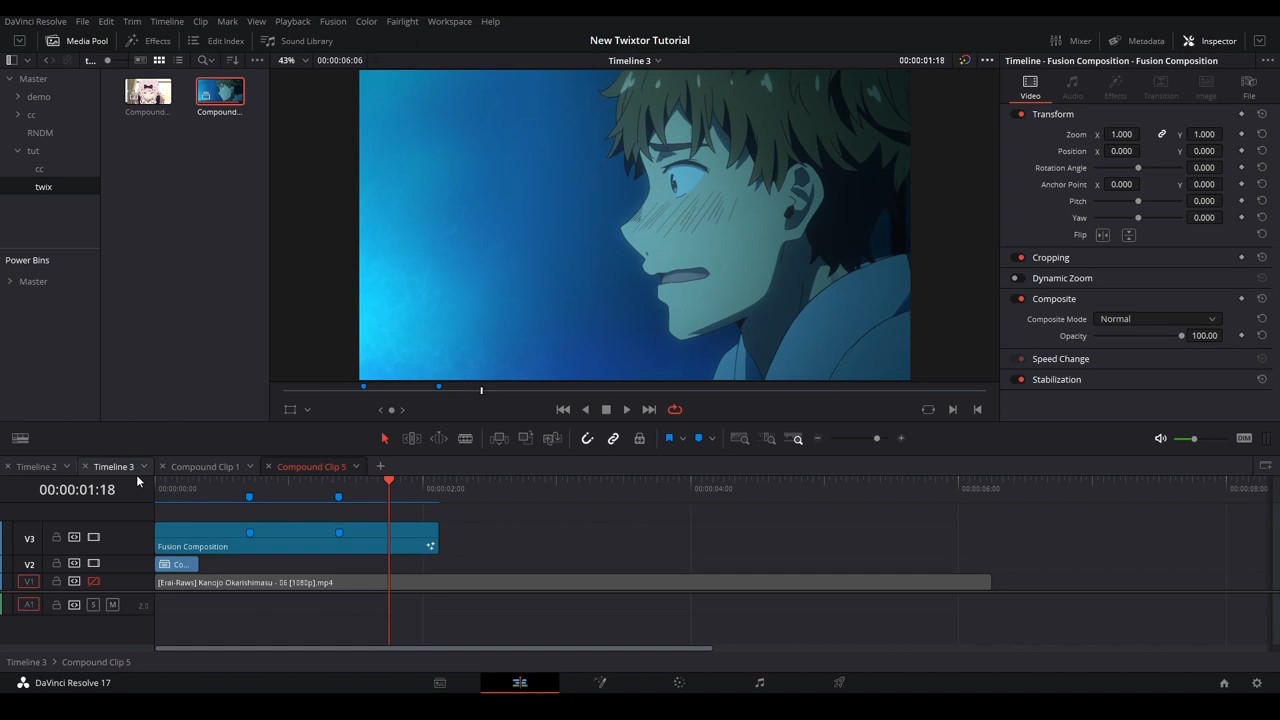 DaVinci Resolve File Edit Trim Timeline Clip Mark View Playback Fusion Color Fairlight Workspace Help
Media Pool Effects Edit Index Sound Library New Twixtor Tutorial Mixer Metadata Inspector
t... 43% 00:00:06:06 Timeline 3 00:00:01:18 Timeline - Fusion Composition - Fusion Composition
Master
demo
cc
RNDM
tut
cc
twix
Power Bins
Master
Compound...
Compound...
Video Audio Effects Transition Image File
Transform
Zoom X 1.000 Y 1.000
Position X 0.000 Y 0.000
Rotation Angle 0.000
Anchor Point X 0.000 Y 0.000
Pitch 0.000
Yaw 0.000
Flip
Cropping
Dynamic Zoom
Composite
Composite Mode Normal
Opacity 100.00
Speed Change
Stabilization
DIM
Timeline 2 Timeline 3 Compound Clip 1 Compound Clip 5
00:00:01:18 00:00:00:00 00:00:02:00 00:00:04:00 00:00:06:00 00:00:08:00
V3 Fusion Composition
V2 Co...
V1 [Erai-Raws] Kanojo Okarishimasu - 06 [1080p].mp4
A1 S M 2.0
Timeline 3 > Compound Clip 5
DaVinci Resolve 17